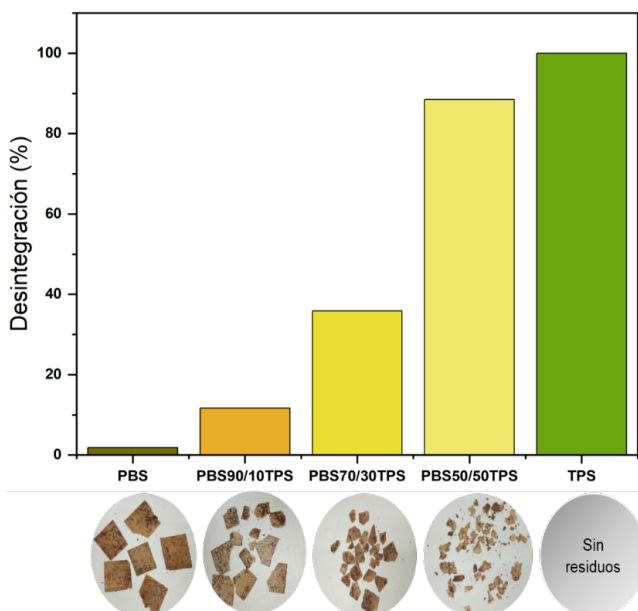 100
80
60
40
20
0
Desintegración (%)
PBS PBS90/10TPS PBS70/30TPS PBS50/50TPS TPS
Sin
residuos